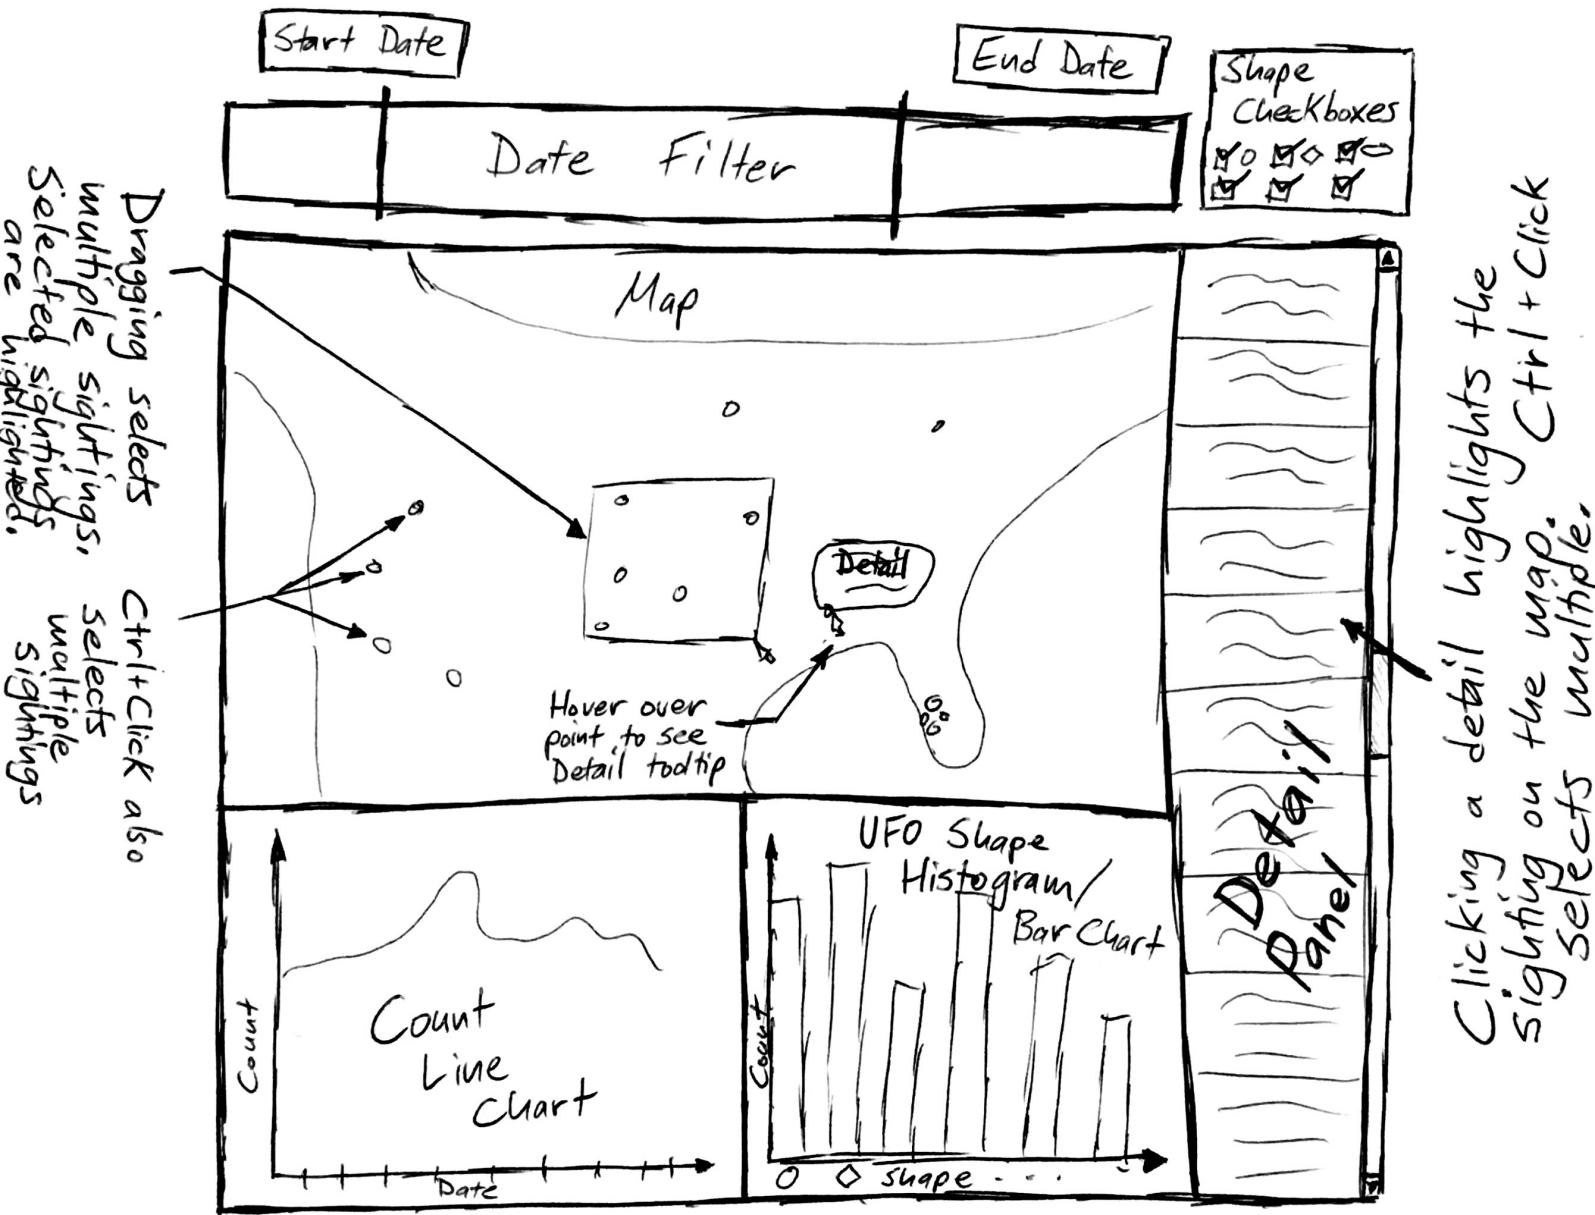 Start Date
End Date
Shape
Checkboxes
Date Filter
Dragging selects
multiple sightings.
Selected sightings
are highlighted.
Map
Detail
Hover over
point to see
Detail tooltip
Ctrl+Click also
selects
multiple
sightings
Clicking a detail highlights the
sighting on the map. Ctrl+Click
selects multiple.
Detail
Panel
Count
Count
Line
Chart
Date
UFO Shape
Histogram/
Bar Chart
Count
shape . . .